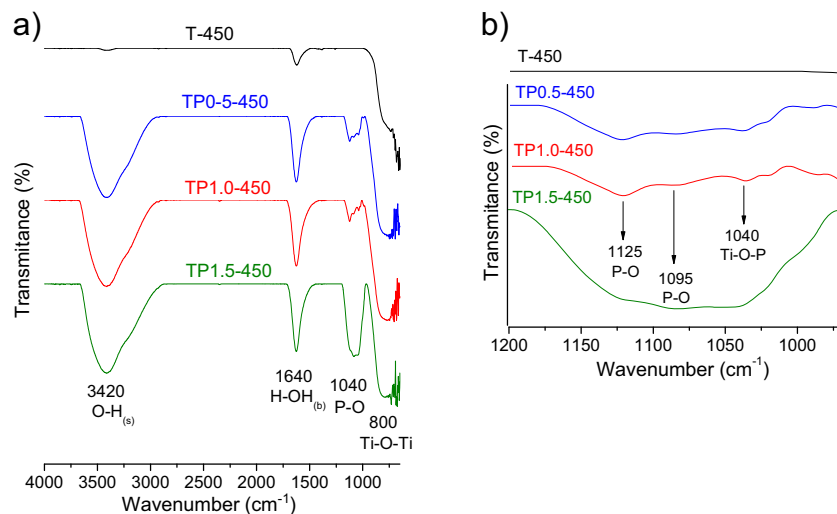 a)
T-450
TP0-5-450
TP1.0-450
TP1.5-450
3420
O-H(s)
1640
H-OH(b)
1040
P-O
800
Ti-O-Ti
Transmitance (%)
4000 3500 3000 2500 2000 1500 1000
Wavenumber (cm-1)
b)
T-450
TP0.5-450
TP1.0-450
TP1.5-450
1125
P-O
1095
P-O
1040
Ti-O-P
Transmitance (%)
1200 1150 1100 1050 1000
Wavenumber (cm-1)